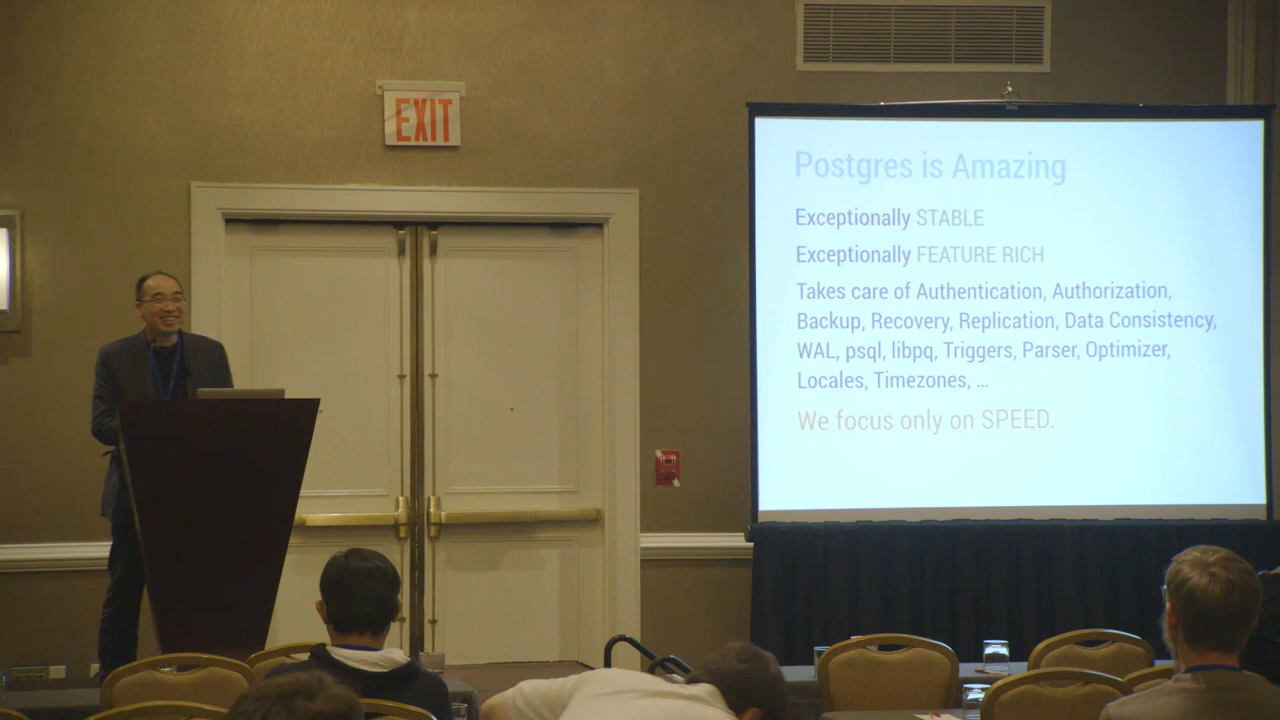 EXIT
Postgres is Amazing
Exceptionally STABLE
Exceptionally FEATURE RICH
Takes care of Authentication, Authorization,
Backup, Recovery, Replication, Data Consistency,
WAL, psql, libpq, Triggers, Parser, Optimizer,
Locales, Timezones, ...
We focus only on SPEED.